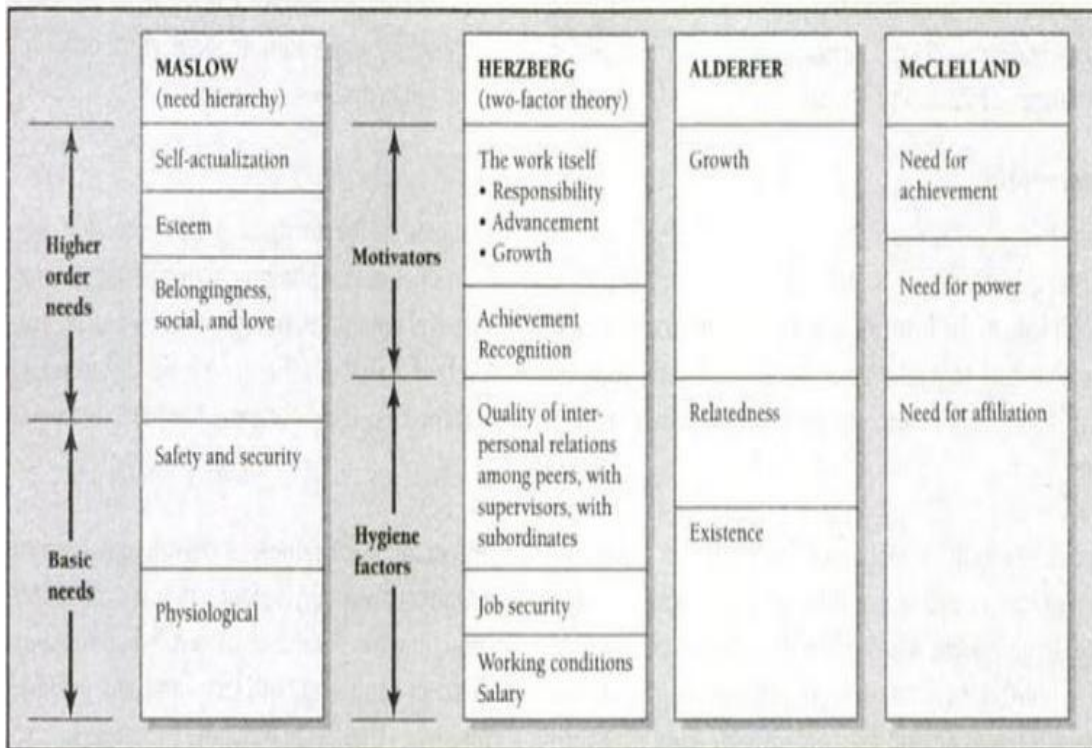 MASLOW
(need hierarchy)
Self-actualization
Esteem
Belongingness,
social, and love
Safety and security
Physiological
Higher
order
needs
Basic
needs
HERZBERG
(two-factor theory)
The work itself
• Responsibility
• Advancement
• Growth
Achievement
Recognition
Quality of inter-
personal relations
among peers, with
supervisors, with
subordinates
Job security
Working conditions
Salary
Motivators
Hygiene
factors
ALDERFER
Growth
Relatedness
Existence
McCLELLAND
Need for
achievement
Need for power
Need for affiliation